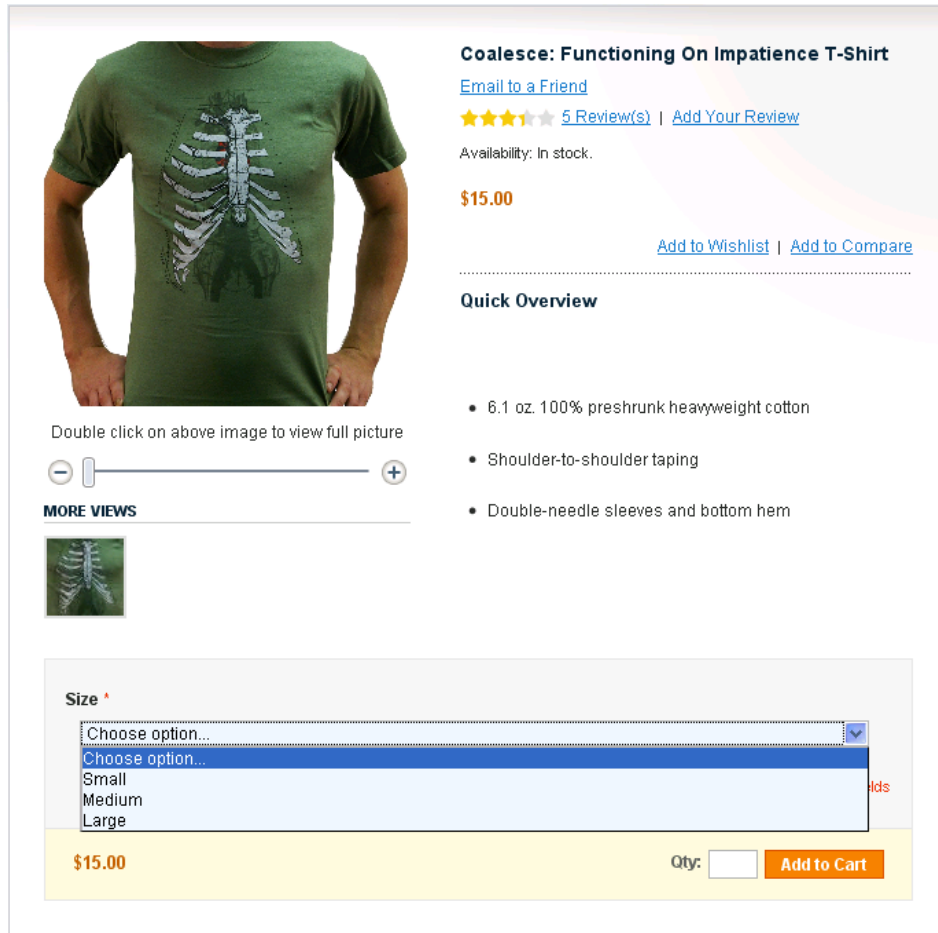 Coalesce: Functioning On Impatience T-Shirt
Email to a Friend
5 Review(s) | Add Your Review
Availability: In stock.
$15.00
Add to Wishlist | Add to Compare
Quick Overview
• 6.1 oz. 100% preshrunk heavyweight cotton
• Shoulder-to-shoulder taping
• Double-needle sleeves and bottom hem
Double click on above image to view full picture
MORE VIEWS
Size *
Choose option...
Choose option...
Small
Medium
Large
$15.00
Qty: Add to Cart